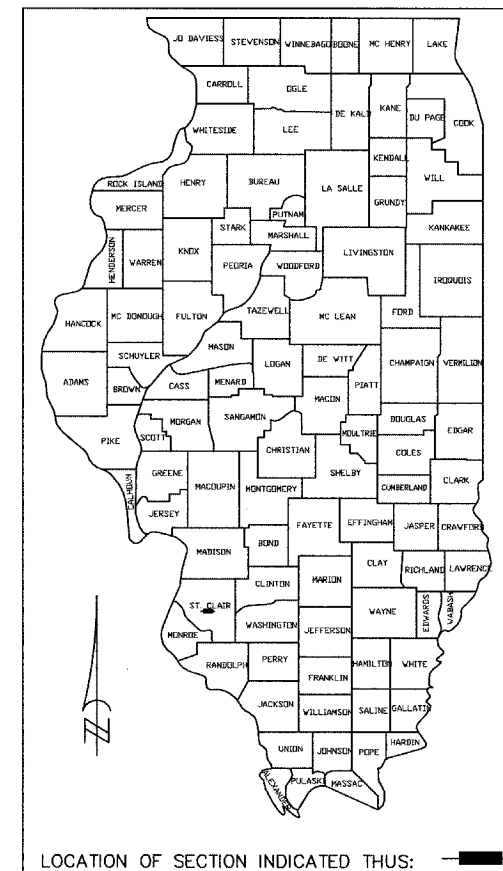 JO DAVIESS STEVENSON WINNEBAGO BOONE MC HENRY LAKE
CARROLL OGLE DE KALB KANE DU PAGE COOK
WHITESIDE LEE KENDALL WILL
ROCK ISLAND HENRY BUREAU LA SALLE GRUNDY
MERCER STARK PUTNAM KANKAKEE
HENDERSON WARREN KNOX PEORIA MARSHALL LIVINGSTON
WOODFORD IROQUOIS
HANCOCK MC DONOUGH FULTON TAZEWELL MC LEAN FORD
SCHUYLER MASON LOGAN DE WITT CHAMPAIGN VERMILION
ADAMS BROWN CASS MENARD MACON PIATT
PIKE SCOTT MORGAN SANGAMON MOULTRIE DOUGLAS EDGAR
CHRISTIAN COLES
CALHOUN GREENE MACOUPIN MONTGOMERY SHELBY CUMBERLAND CLARK
JERSEY FAYETTE EFFINGHAM JASPER CRAWFORD
MADISON BOND CLAY RICHLAND LAWRENCE
CLINTON MARION
ST. CLAIR WASHINGTON JEFFERSON WAYNE EDWARDS WABASH
MONROE
RANDOLPH PERRY FRANKLIN HAMILTON WHITE
JACKSON WILLIAMSON SALINE GALLATIN
UNION JOHNSON POPE HARDIN
ALEXANDER PULASKI MASSAC
LOCATION OF SECTION INDICATED THUS: